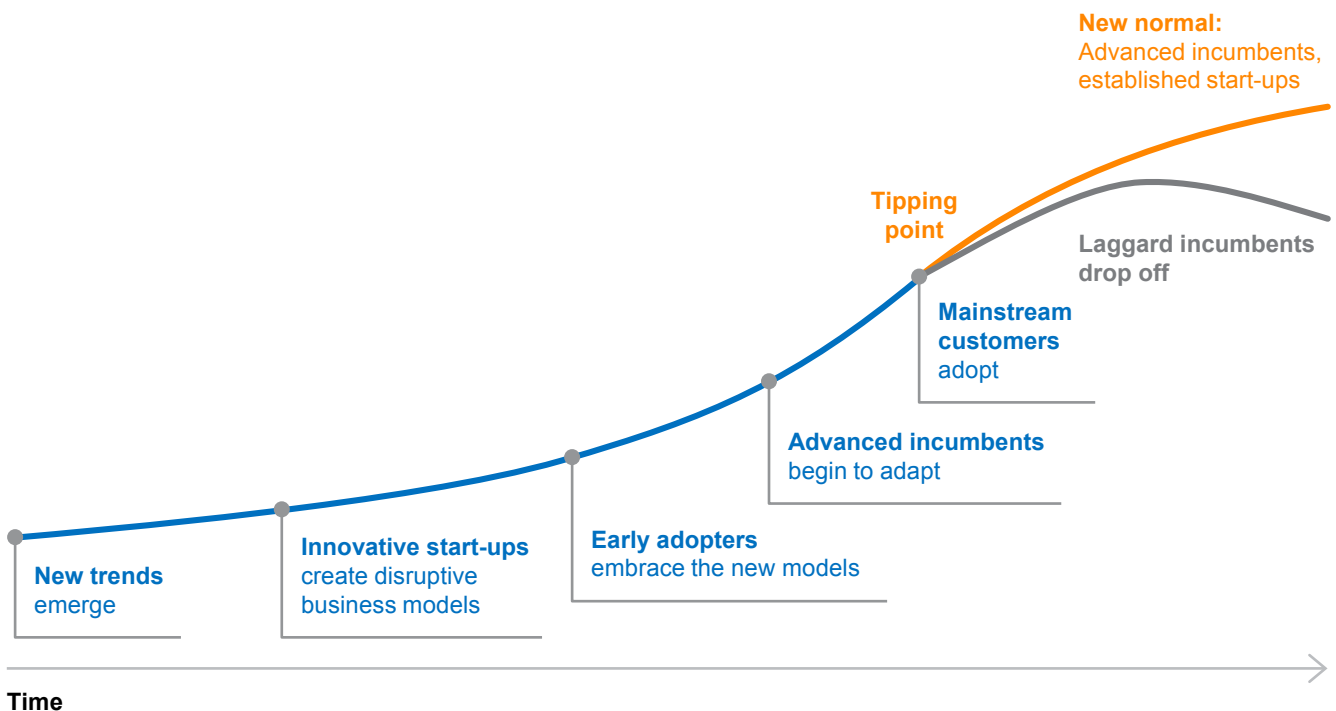 New normal:
Advanced incumbents,
established start-ups
Tipping
point
Laggard incumbents
drop off
Mainstream
customers
adopt
Advanced incumbents
begin to adapt
Early adopters
embrace the new models
Innovative start-ups
create disruptive
business models
New trends
emerge
Time